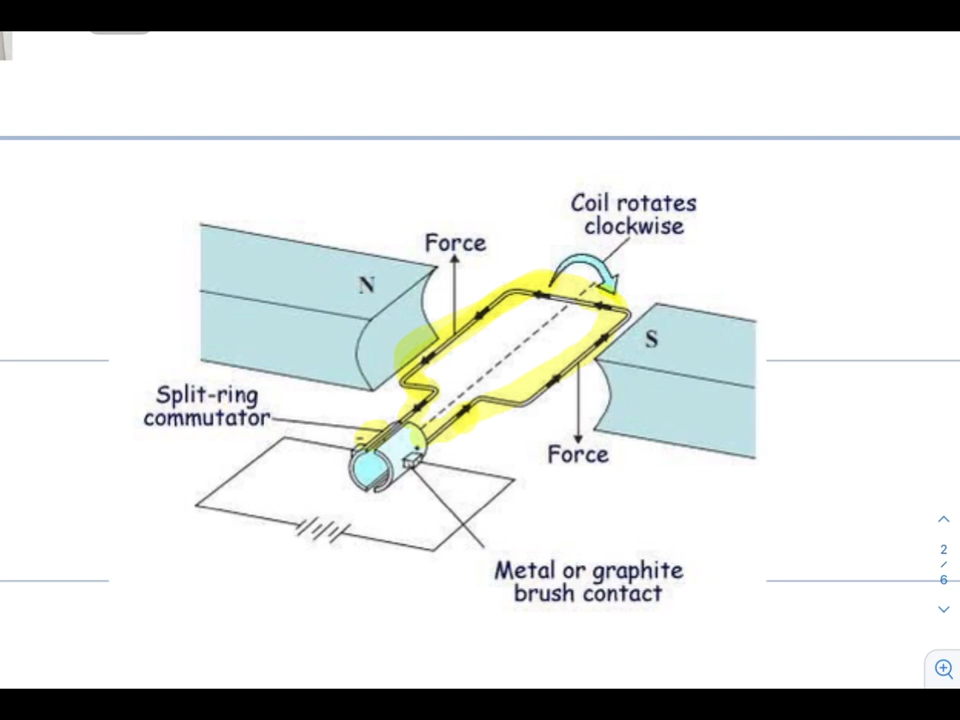 Coil rotates
clockwise
Force
N
S
Split-ring
commutator
Force
Metal or graphite
brush contact
2
/
6